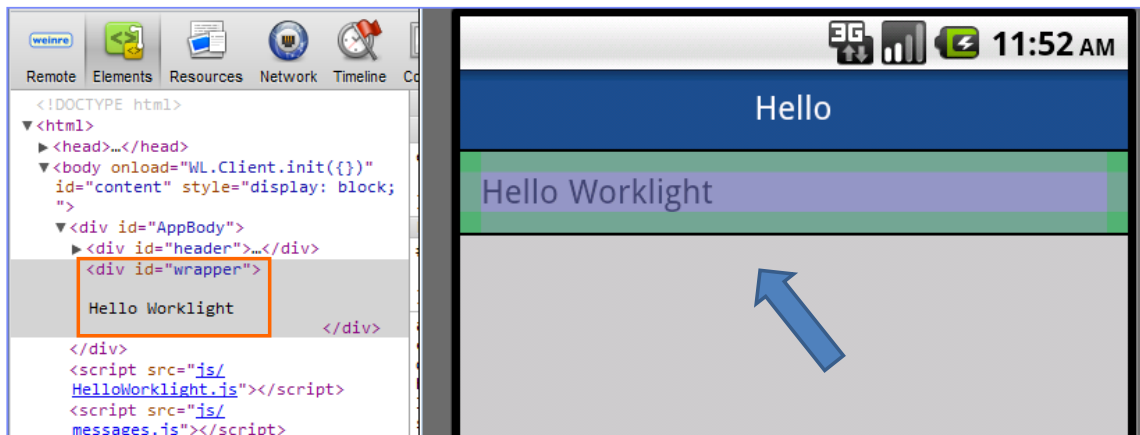 weinre
Remote Elements Resources Network Timeline
<!DOCTYPE html>
▼<html>
▶<head>…</head>
▼<body onload="WL.Client.init({})"
id="content" style="display: block;
">
▼<div id="AppBody">
▶<div id="header">…</div>
<div id="wrapper">
Hello Worklight
</div>
</div>
<script src="js/
HelloWorklight.js"></script>
<script src="js/
messages.js"></script>
3G 11:52 AM
Hello
Hello Worklight